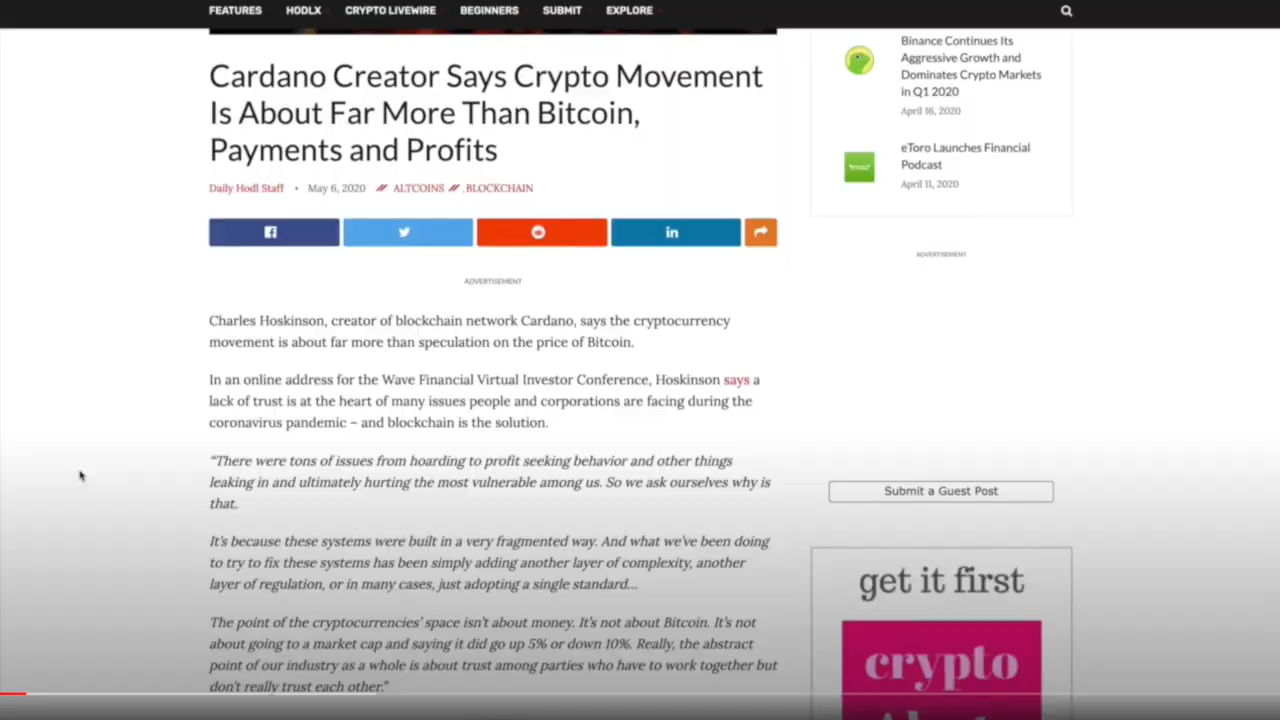 FEATURES HODLX CRYPTO LIVEWIRE BEGINNERS SUBMIT EXPLORE
Cardano Creator Says Crypto Movement
Is About Far More Than Bitcoin,
Payments and Profits
Daily Hodl Staff • May 6, 2020 // ALTCOINS // , BLOCKCHAIN
ADVERTISEMENT
Charles Hoskinson, creator of blockchain network Cardano, says the cryptocurrency
movement is about far more than speculation on the price of Bitcoin.
In an online address for the Wave Financial Virtual Investor Conference, Hoskinson says a
lack of trust is at the heart of many issues people and corporations are facing during the
coronavirus pandemic – and blockchain is the solution.
“There were tons of issues from hoarding to profit seeking behavior and other things
leaking in and ultimately hurting the most vulnerable among us. So we ask ourselves why is
that.
It’s because these systems were built in a very fragmented way. And what we’ve been doing
to try to fix these systems has been simply adding another layer of complexity, another
layer of regulation, or in many cases, just adopting a single standard…
The point of the cryptocurrencies’ space isn’t about money. It’s not about Bitcoin. It’s not
about going to a market cap and saying it did go up 5% or down 10%. Really, the abstract
point of our industry as a whole is about trust among parties who have to work together but
don’t really trust each other.”
Binance Continues Its
Aggressive Growth and
Dominates Crypto Markets
in Q1 2020
April 16, 2020
eToro Launches Financial
Podcast
April 11, 2020
ADVERTISEMENT
Submit a Guest Post
get it first
crypto